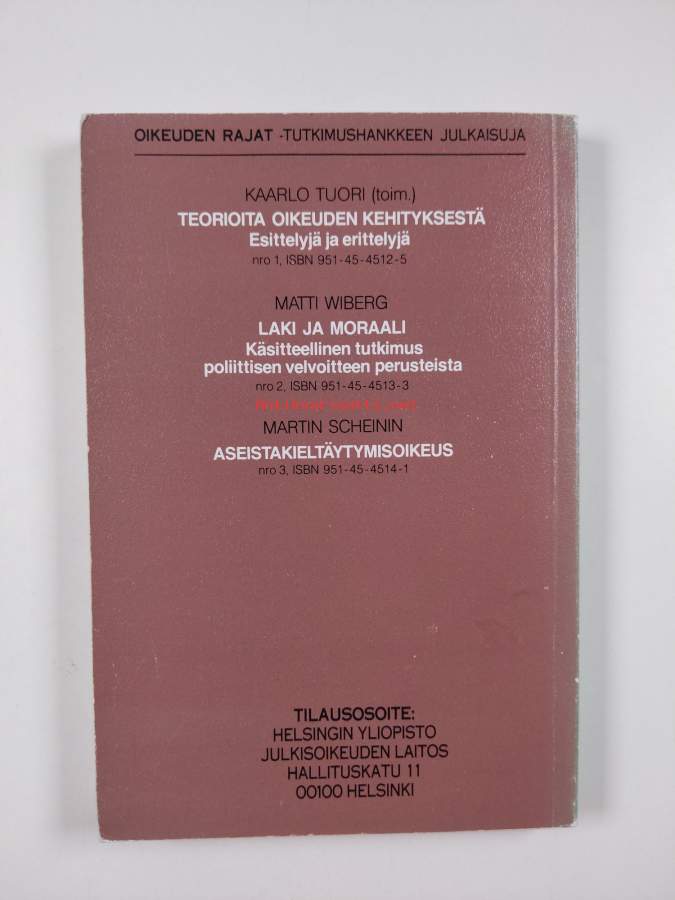 OIKEUDEN RAJAT -TUTKIMUSHANKKEEN JULKAISUJA
KAARLO TUORI (toim.)
TEORIOITA OIKEUDEN KEHITYKSESTÄ
Esittelyjä ja erittelyjä
nro 1, ISBN 951-45-4512-5
MATTI WIBERG
LAKI JA MORAALI
Käsitteellinen tutkimus
poliittisen velvoitteen perusteista
nro 2, ISBN 951-45-4513-3
MARTIN SCHEININ
ASEISTAKIELTÄYTYMISOIKEUS
nro 3, ISBN 951-45-4514-1
TILAUSOSOITE:
HELSINGIN YLIOPISTO
JULKISOIKEUDEN LAITOS
HALLITUSKATU 11
00100 HELSINKI